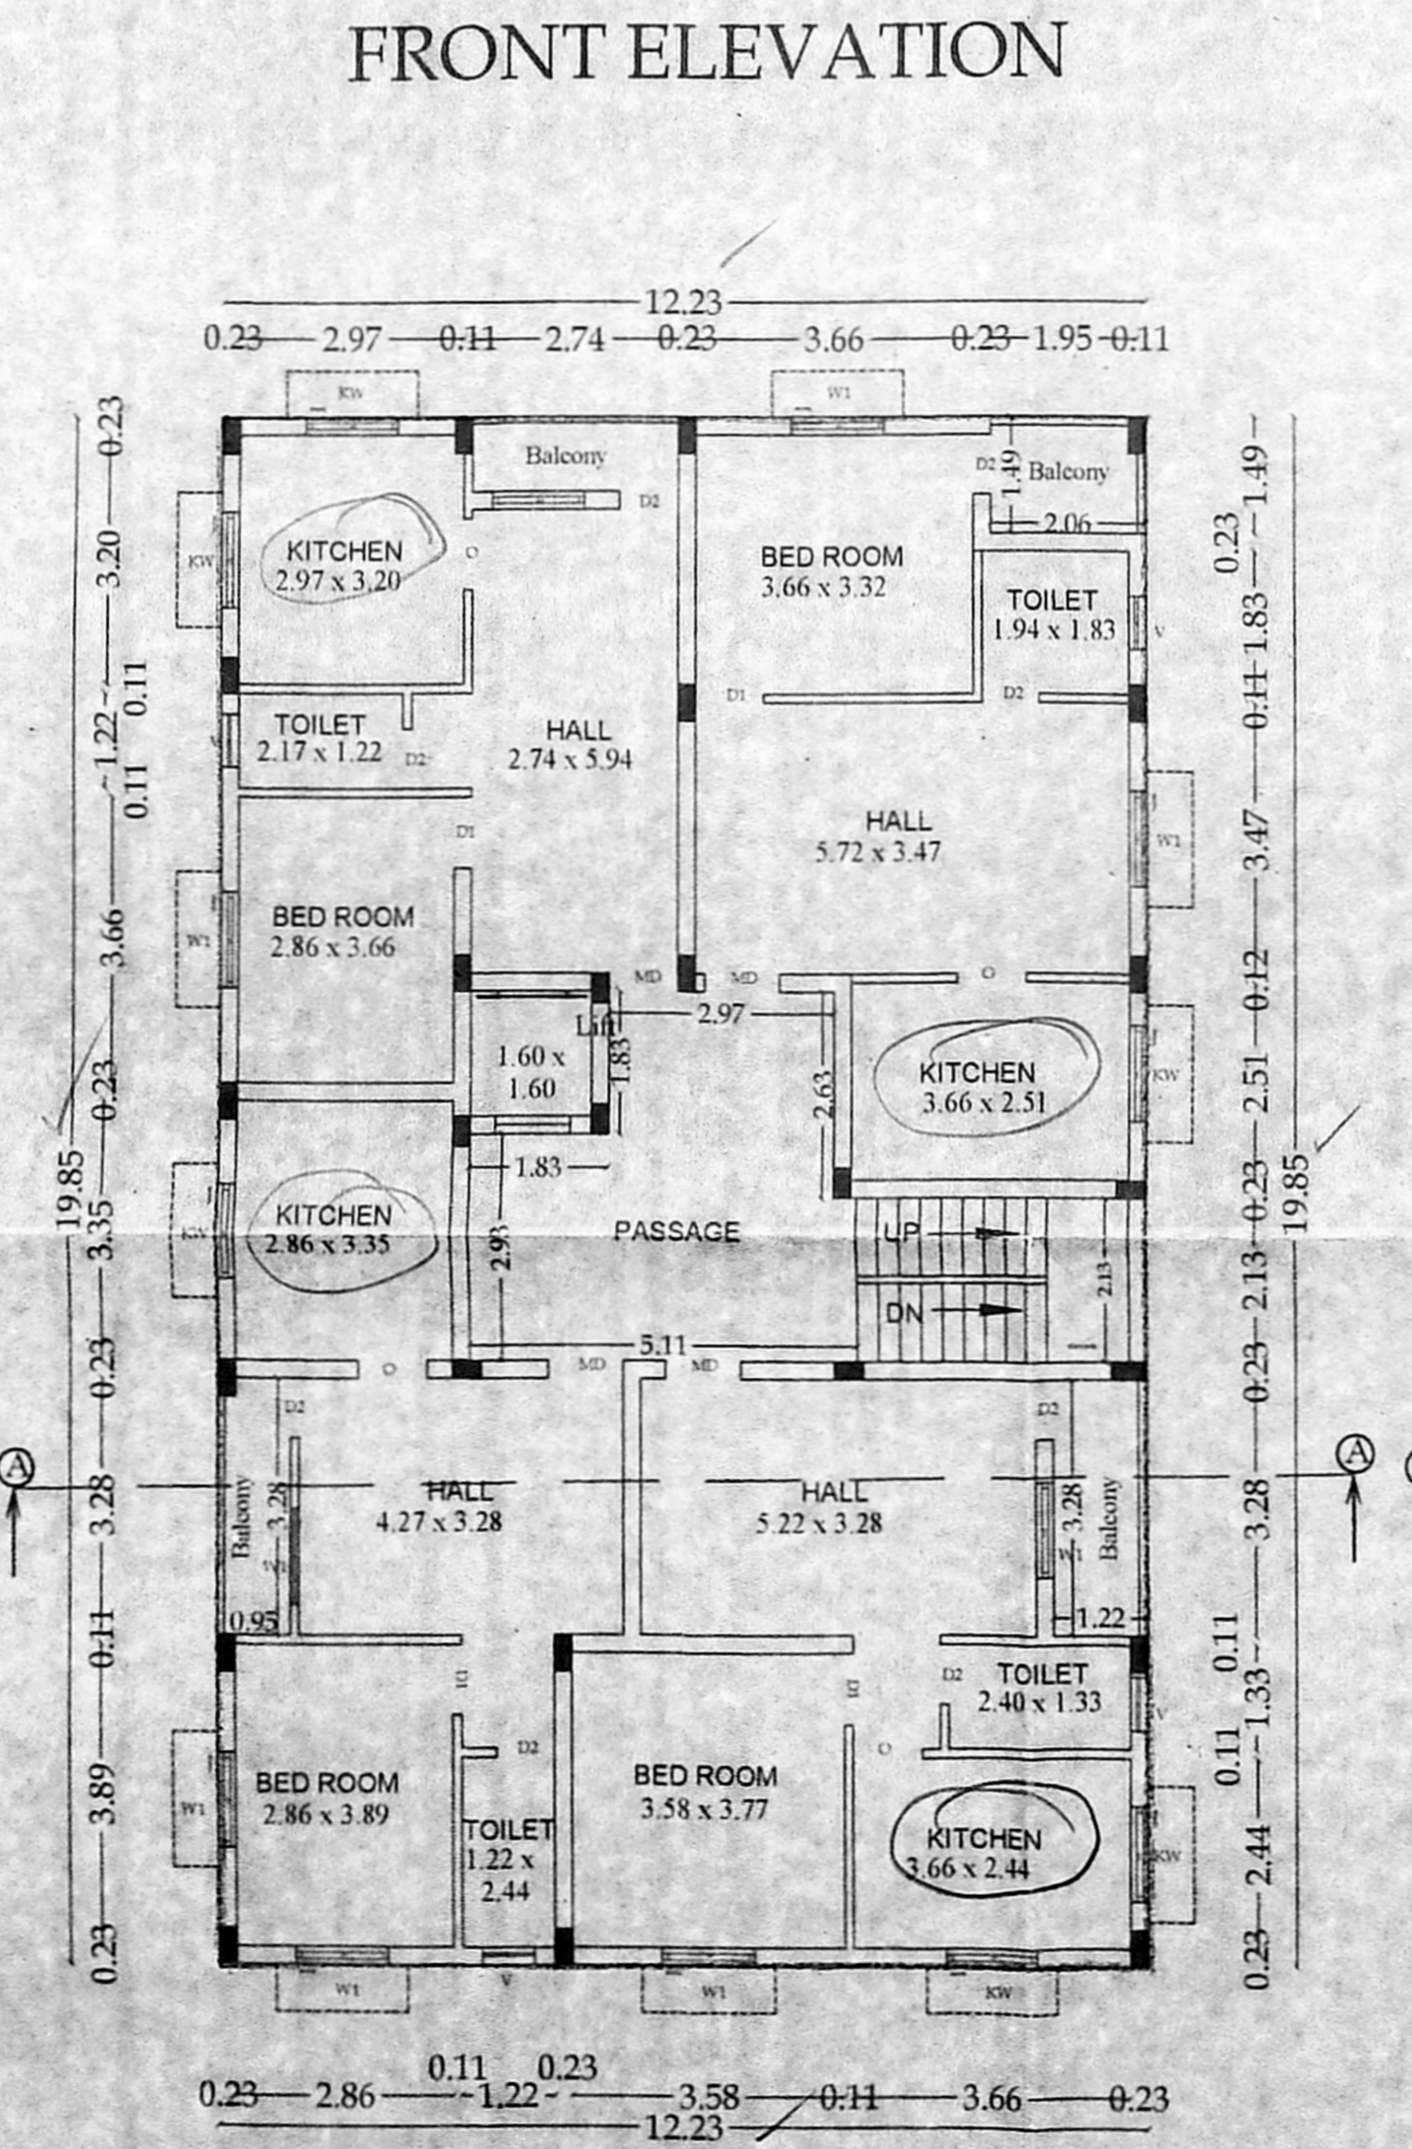 FRONT ELEVATION
12.23
0.23 2.97 0.11 2.74 0.23 3.66 0.23 1.95 0.11
KW
W1
0.23
3.20
0.11
1.22
0.11
3.66
0.23
19.85
3.35
0.23
3.28
0.11
3.89
0.23
Balcony
D2
D2
1.49
Balcony
2.06
KW
KITCHEN
2.97 x 3.20
O
BED ROOM
3.66 x 3.32
TOILET
1.94 x 1.83
V
D1
D2
TOILET
2.17 x 1.22
D2
HALL
2.74 x 5.94
D1
HALL
5.72 x 3.47
W1
BED ROOM
2.86 x 3.66
W1
MD
MD
O
2.97
Lift
1.60 x
1.60
1.83
1.83
2.63
KITCHEN
3.66 x 2.51
KW
KW
KITCHEN
2.86 x 3.35
2.93
PASSAGE
UP
DN
2.13
5.11
O
MD
MD
D2
D2
A
A
Balcony
3.28
W1
0.95
HALL
4.27 x 3.28
HALL
5.22 x 3.28
3.28
W1
Balcony
1.22
D1
D1
D2
TOILET
2.40 x 1.33
V
D2
O
W1
BED ROOM
2.86 x 3.89
TOILET
1.22 x
2.44
BED ROOM
3.58 x 3.77
KITCHEN
3.66 x 2.44
KW
W1
V
W1
KW
1.49
0.23
1.83
0.11
3.47
0.12
2.51
0.23
19.85
2.13
0.23
3.28
0.11
1.33
0.11
2.44
0.23
0.11 0.23
0.23 2.86 1.22 3.58 0.11 3.66 0.23
12.23